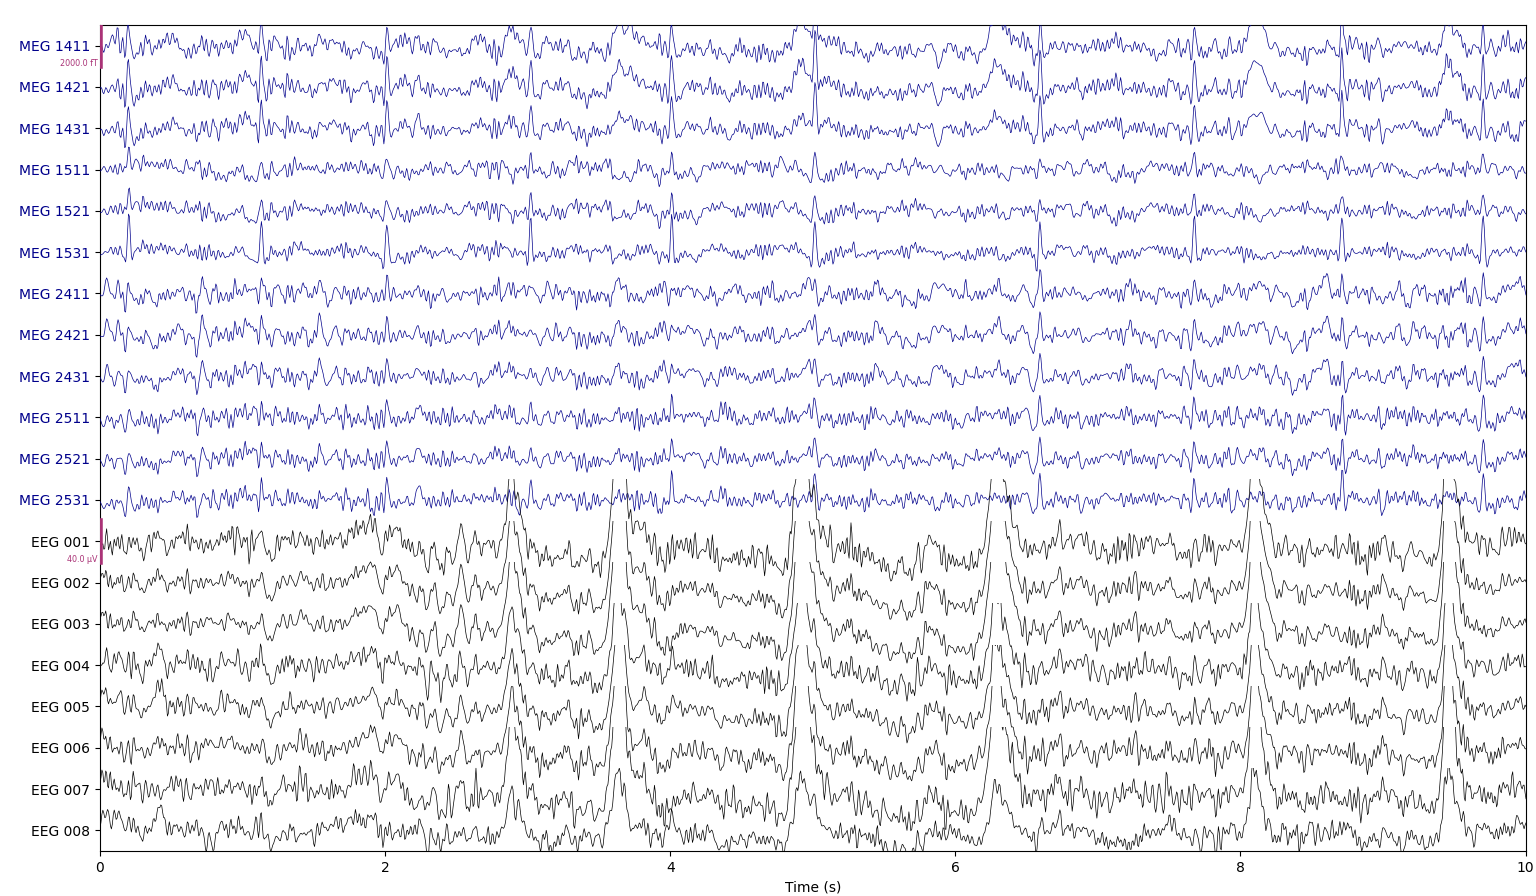 MEG 1411
2000.0 fT
MEG 1421
MEG 1431
MEG 1511
MEG 1521
MEG 1531
MEG 2411
MEG 2421
MEG 2431
MEG 2511
MEG 2521
MEG 2531
EEG 001
40.0 µV
EEG 002
EEG 003
EEG 004
EEG 005
EEG 006
EEG 007
EEG 008
0 2 4 6 8 10
Time (s)